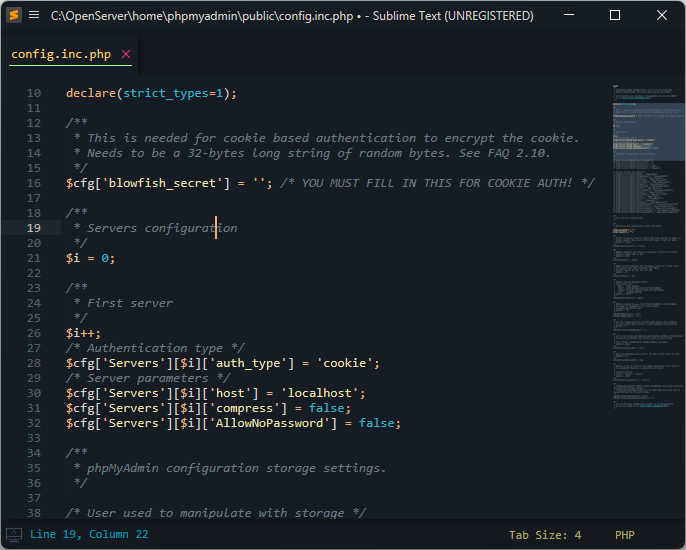 C:\OpenServer\home\phpmyadmin\public\config.inc.php • - Sublime Text (UNREGISTERED)
config.inc.php
10 declare(strict_types=1);
11
12 /**
13 * This is needed for cookie based authentication to encrypt the cookie.
14 * Needs to be a 32-bytes long string of random bytes. See FAQ 2.10.
15 */
16 $cfg['blowfish_secret'] = ''; /* YOU MUST FILL IN THIS FOR COOKIE AUTH! */
17
18 /**
19 * Servers configuration
20 */
21 $i = 0;
22
23 /**
24 * First server
25 */
26 $i++;
27 /* Authentication type */
28 $cfg['Servers'][$i]['auth_type'] = 'cookie';
29 /* Server parameters */
30 $cfg['Servers'][$i]['host'] = 'localhost';
31 $cfg['Servers'][$i]['compress'] = false;
32 $cfg['Servers'][$i]['AllowNoPassword'] = false;
33
34 /**
35 * phpMyAdmin configuration storage settings.
36 */
37
38 /* User used to manipulate with storage */
Line 19, Column 22
Tab Size: 4
PHP